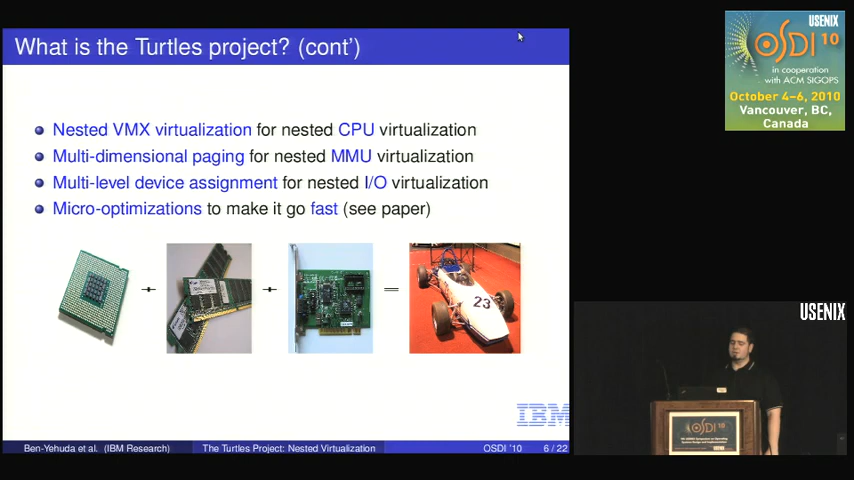 What is the Turtles project? (cont')
Nested VMX virtualization for nested CPU virtualization
Multi-dimensional paging for nested MMU virtualization
Multi-level device assignment for nested I/O virtualization
Micro-optimizations to make it go fast (see paper)
23
IBM
Ben-Yehuda et al. (IBM Research) The Turtles Project: Nested Virtualization OSDI '10 6 / 22
USENIX
OSDI 10
in cooperation
with ACM SIGOPS
October 4–6, 2010
Vancouver, BC,
Canada
USENIX
OSDI 10